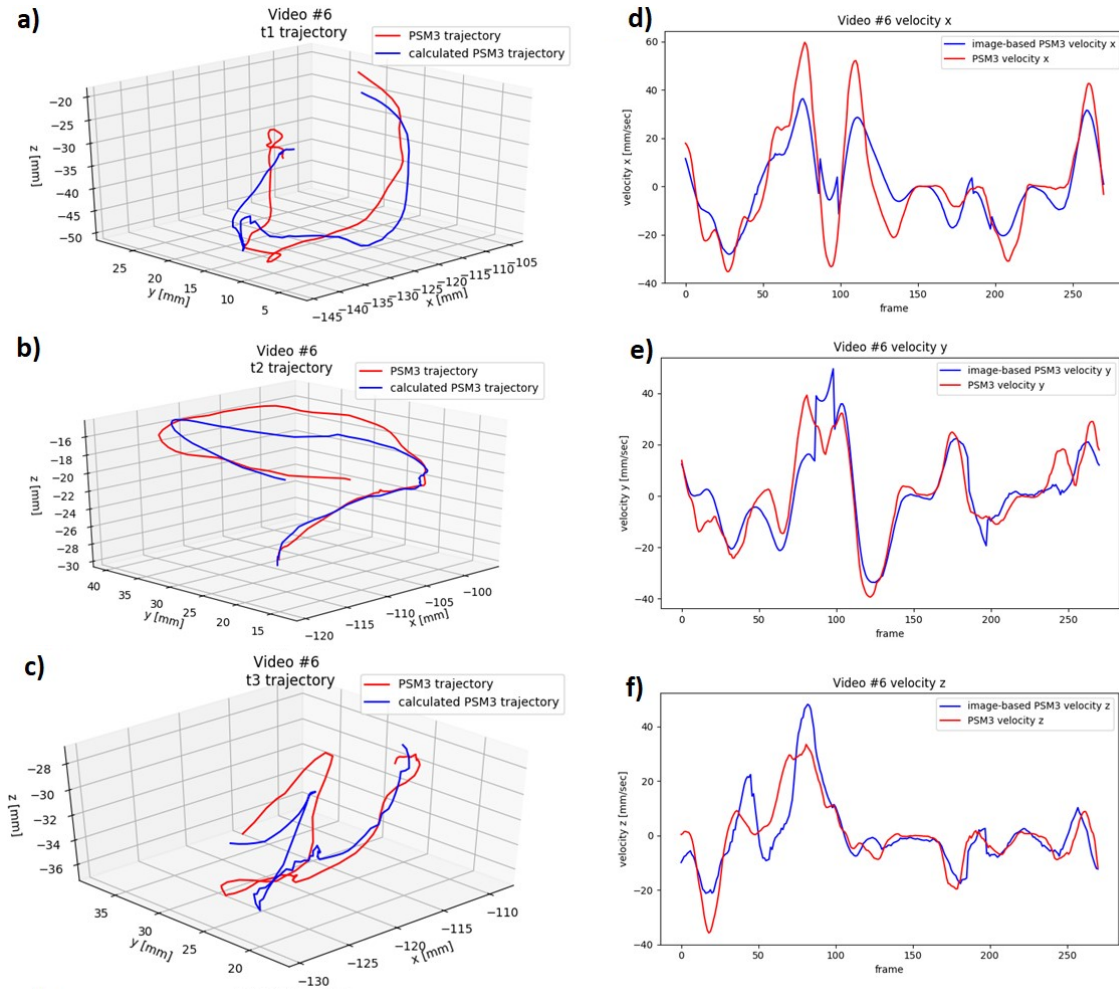 a)
Video #6
t1 trajectory
PSM3 trajectory
calculated PSM3 trajectory
z [mm]
−20
−25
−30
−35
−40
−45
−50
y [mm]
25
20
15
10
5
x [mm]
−145
−140
−135
−130
−125
−120
−115
−110
−105
b)
Video #6
t2 trajectory
PSM3 trajectory
calculated PSM3 trajectory
z [mm]
−16
−18
−20
−22
−24
−26
−28
−30
y [mm]
40
35
30
25
20
15
x [mm]
−120
−115
−110
−105
−100
c)
Video #6
t3 trajectory
PSM3 trajectory
calculated PSM3 trajectory
z [mm]
−28
−30
−32
−34
−36
y [mm]
35
30
25
20
x [mm]
−130
−125
−120
−115
−110
d)
Video #6 velocity x
image-based PSM3 velocity x
PSM3 velocity x
velocity x [mm/sec]
60
40
20
0
−20
−40
0 50 100 150 200 250
frame
e)
Video #6 velocity y
image-based PSM3 velocity y
PSM3 velocity y
velocity y [mm/sec]
40
20
0
−20
−40
0 50 100 150 200 250
frame
f)
Video #6 velocity z
image-based PSM3 velocity z
PSM3 velocity z
velocity z [mm/sec]
40
20
0
−20
−40
0 50 100 150 200 250
frame